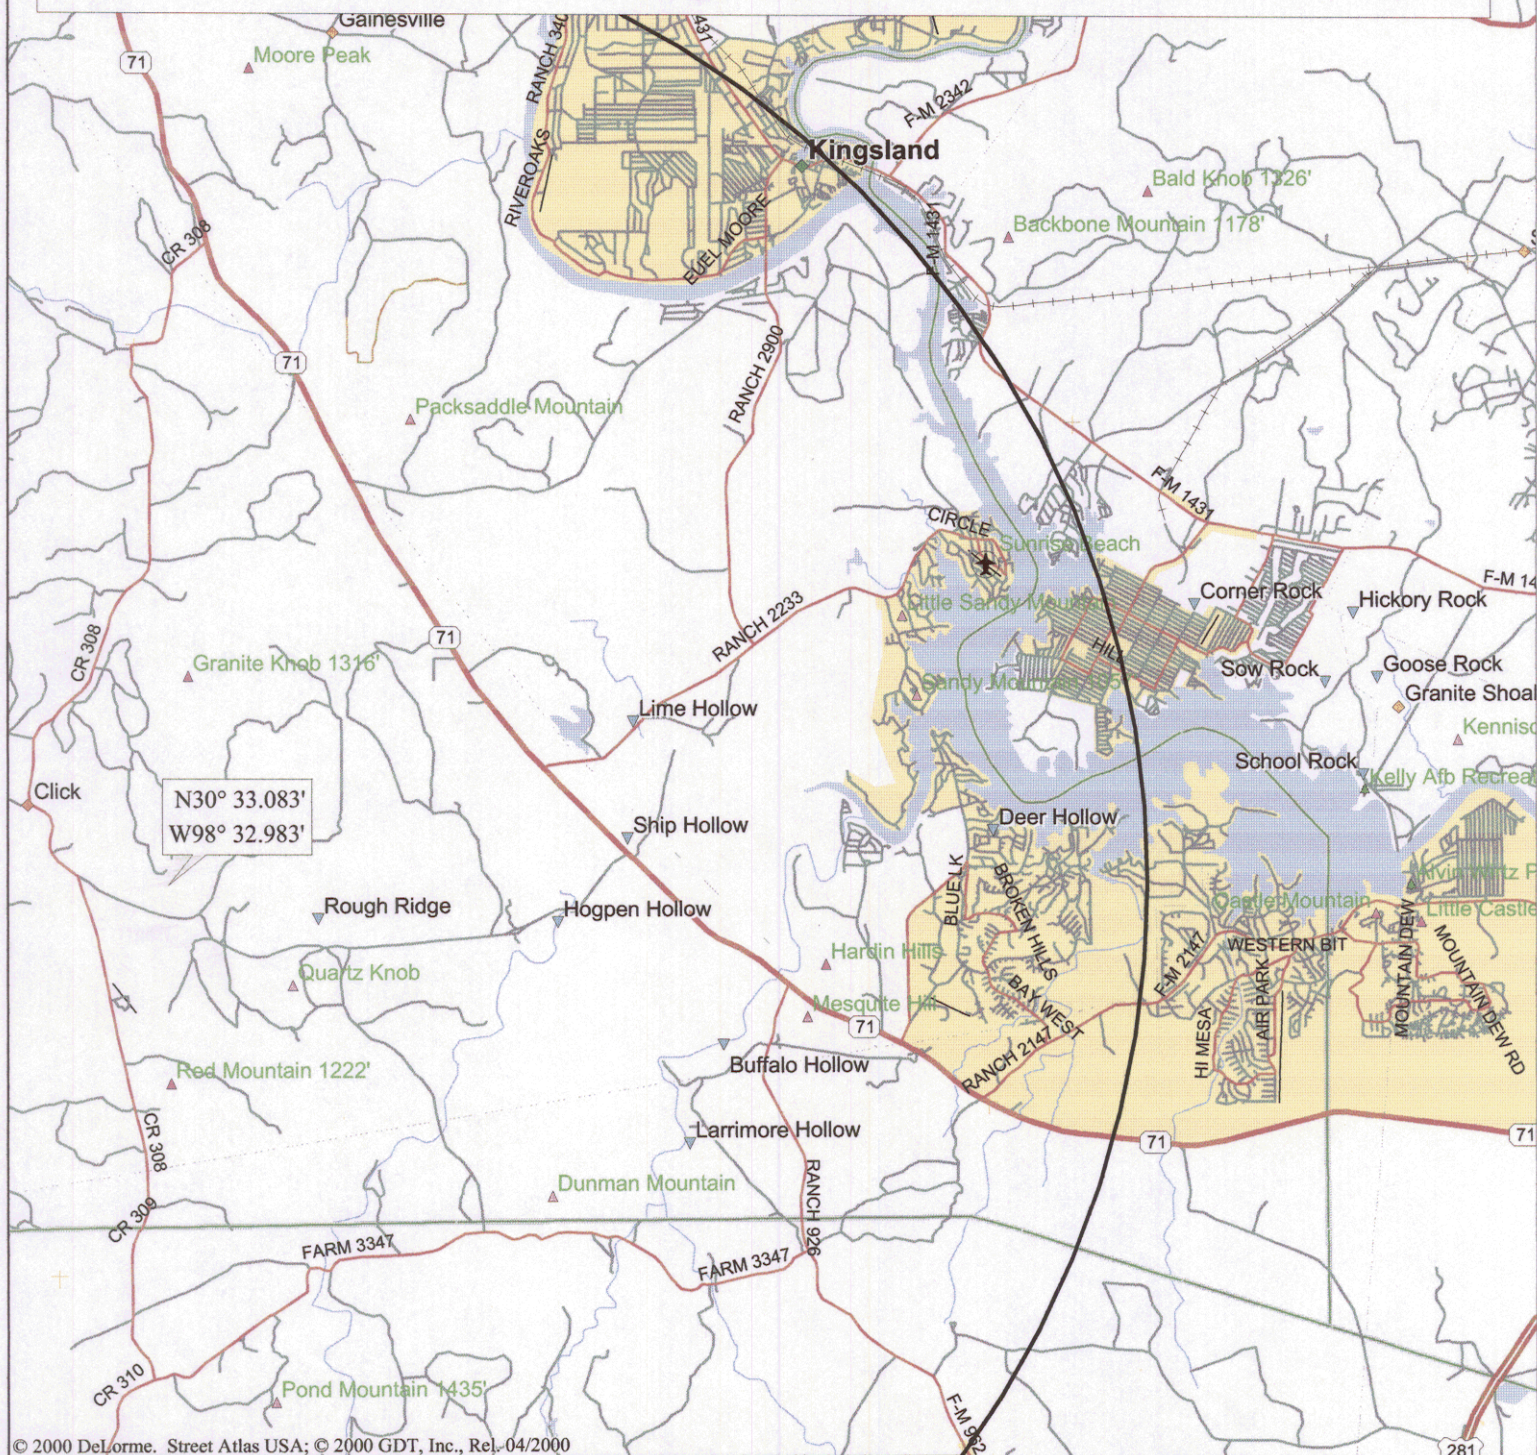 Gainesville
71
Moore Peak
RANCH 340
431
F-M 2342
Kingsland
Bald Knob 1326'
RIVEROAKS
Backbone Mountain 1178'
CR 308
EUEL MOORE
F-M 1431
71
RANCH 2900
Packsaddle Mountain
F-M 1431
CIRCLE
Sunrise Beach
F-M 14
Corner Rock
Hickory Rock
Little Sandy Mountain
RANCH 2233
71
CR 308
HILL
Granite Knob 1316'
Sow Rock
Goose Rock
Sandy Mountain
Granite Shoal
Lime Hollow
Kenniso
School Rock
Kelly Afb Recrea
Click
N30° 33.083'
W98° 32.983'
Ship Hollow
Deer Hollow
Alvin Wirtz P
BLUE LK
BROKEN HILLS
Castle Mountain
Rough Ridge
Hogpen Hollow
Little Castle
MOUNTAIN DEW
WESTERN BIT
Hardin Hills
F-M 2147
Quartz Knob
MOUNTAIN DEW RD
BAY WEST
AIR PARK
Mesquite Hill
71
HI MESA
Buffalo Hollow
RANCH 2147
Red Mountain 1222'
Larrimore Hollow
CR 308
71
71
Dunman Mountain
RANCH 926
CR 309
FARM 3347
FARM 3347
CR 310
Pond Mountain 1435'
F-M 962
281
© 2000 DeLorme. Street Atlas USA; © 2000 GDT, Inc., Rel. 04/2000